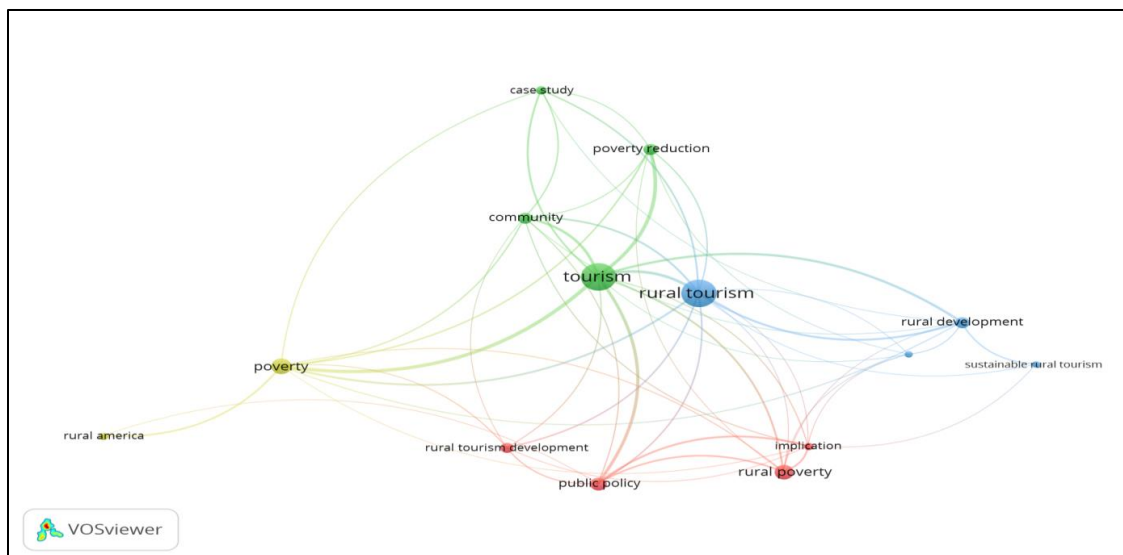 case study
poverty reduction
community
tourism
rural tourism
rural development
sustainable rural tourism
poverty
rural america
rural tourism development
implication
rural poverty
public policy
VOSviewer